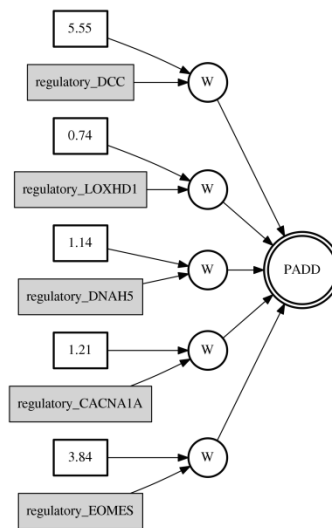 5.55
W
regulatory_DCC
0.74
W
regulatory_LOXHD1
1.14
W
PADD
regulatory_DNAH5
1.21
W
regulatory_CACNA1A
3.84
W
regulatory_EOMES